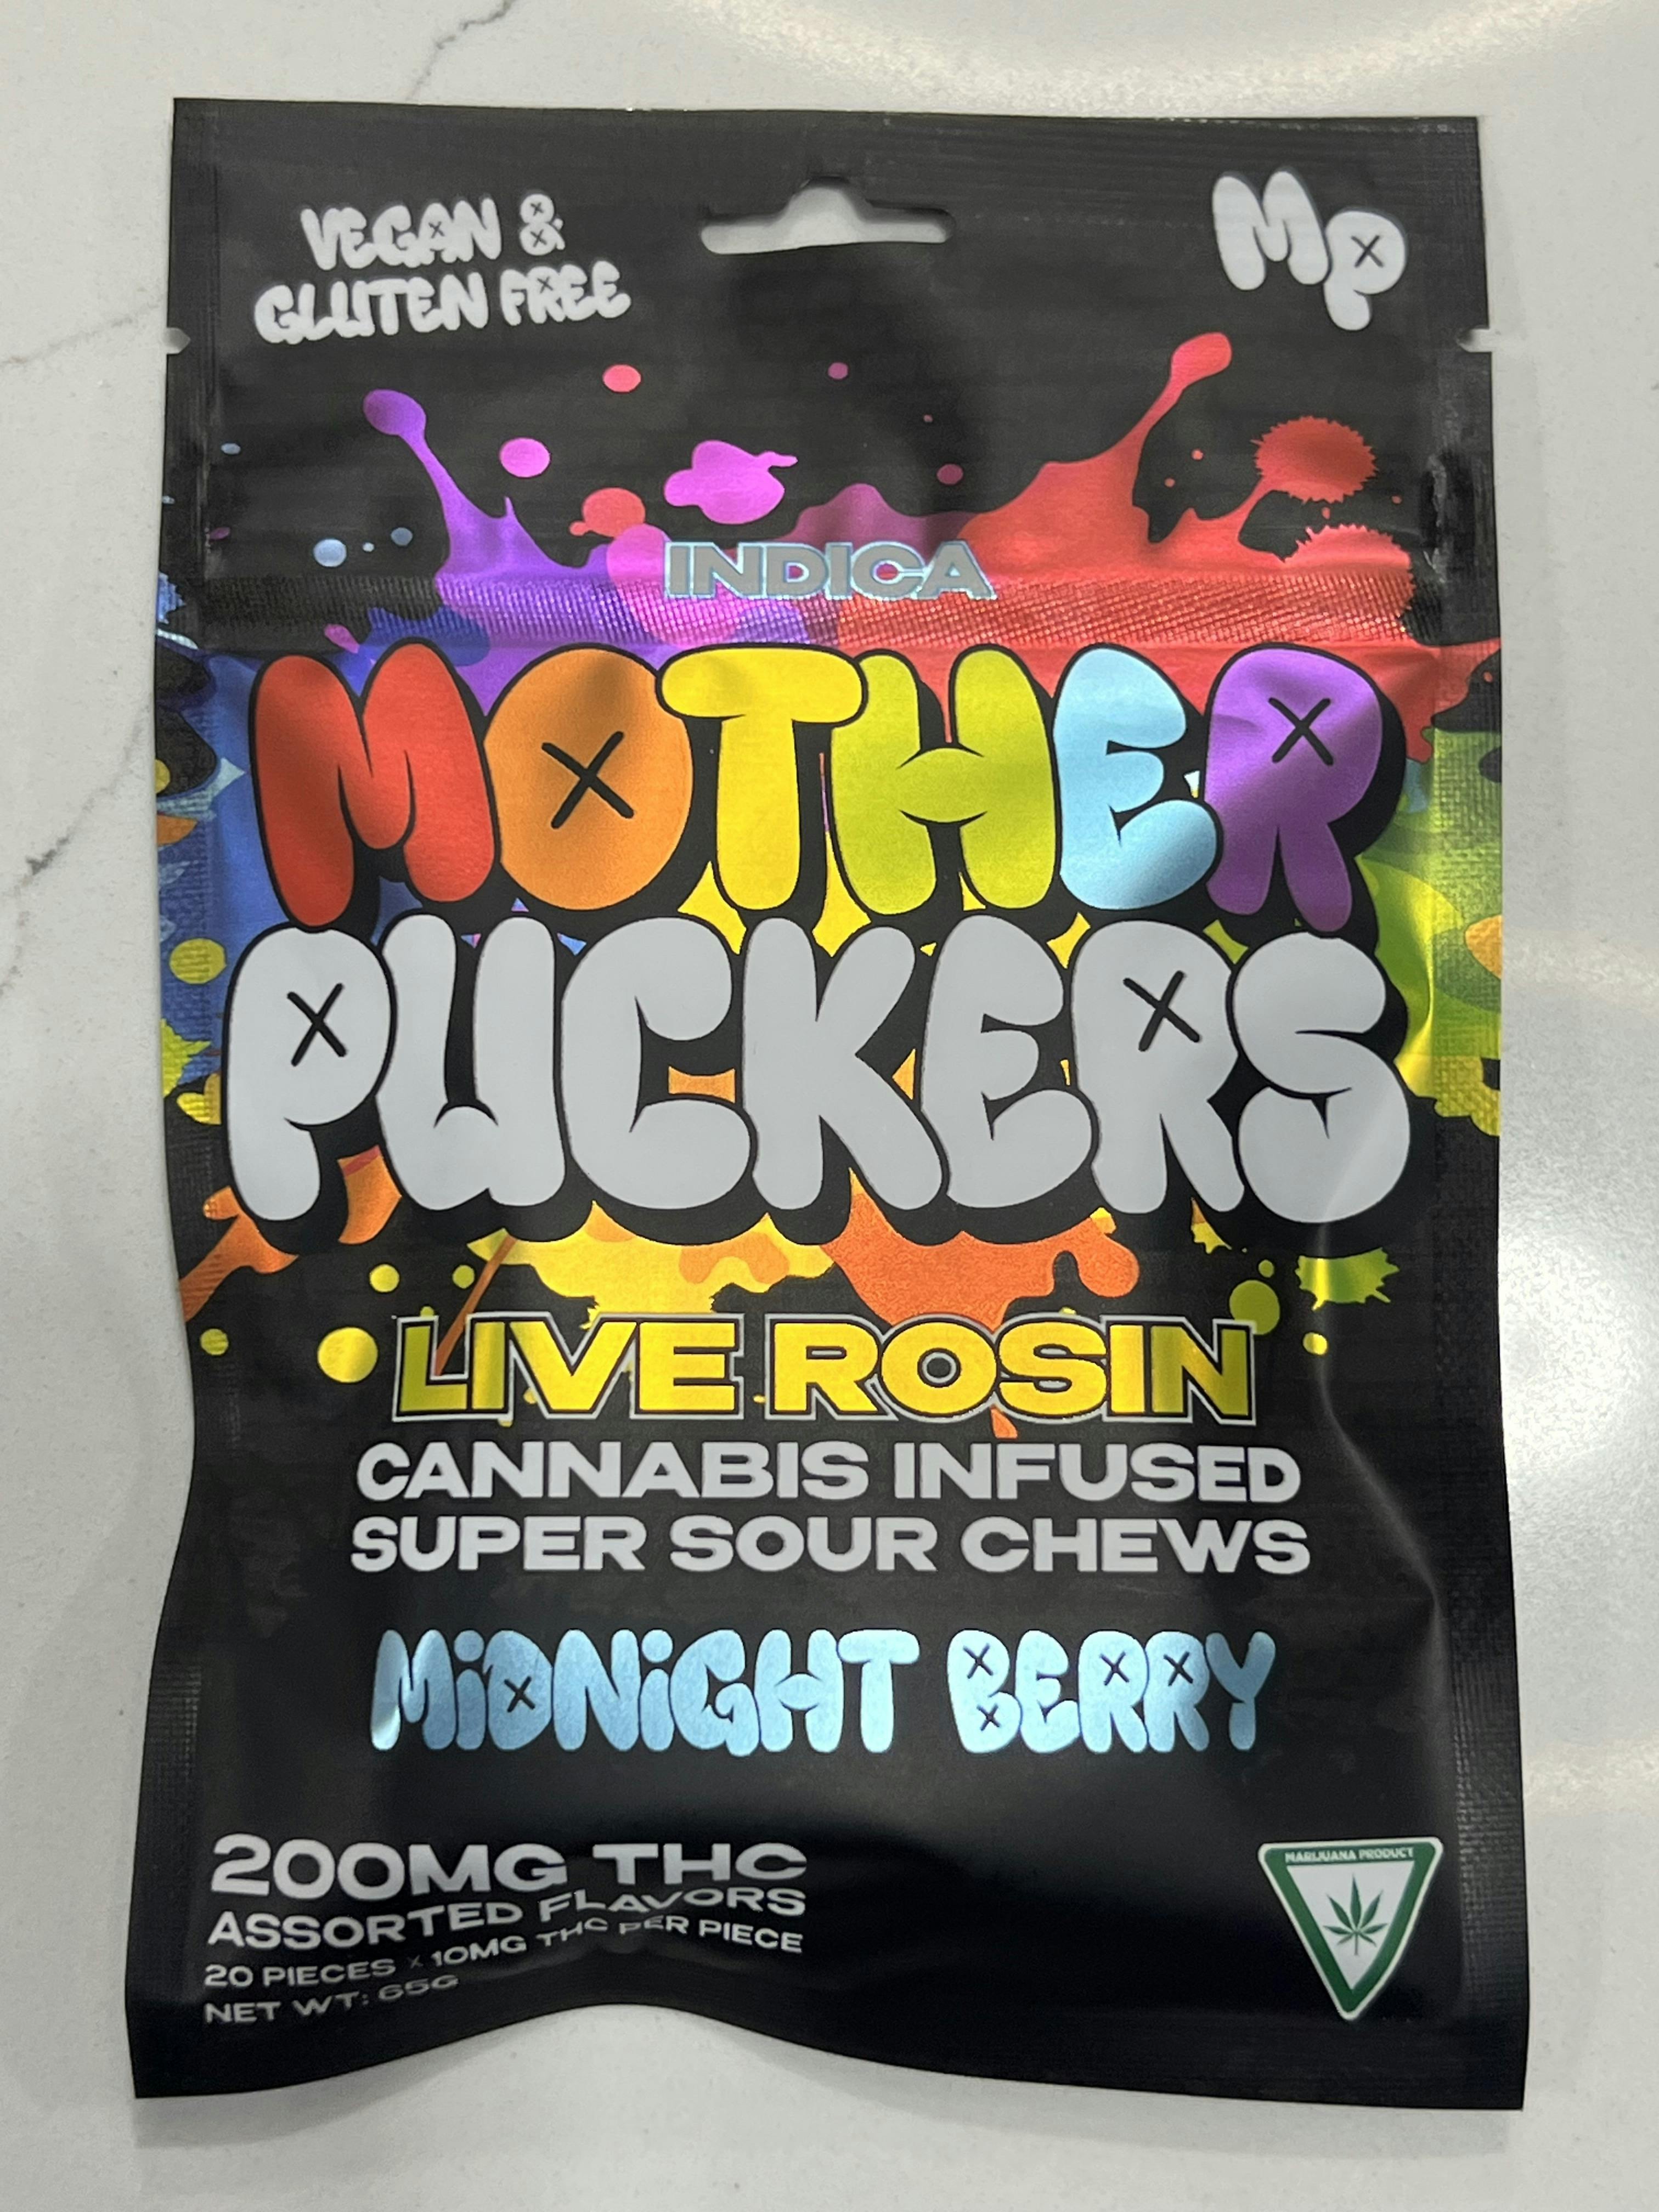 VEGAN &
GLUTEN FREE
MP
INDICA
MOTHER
PUCKERS
LIVE ROSIN
CANNABIS INFUSED
SUPER SOUR CHEWS
MiDNiGHT BERRY
200MG THC
ASSORTED FLAVORS
20 PIECES x 10MG THC PER PIECE
NET WT: 65G
MARIJUANA PRODUCT